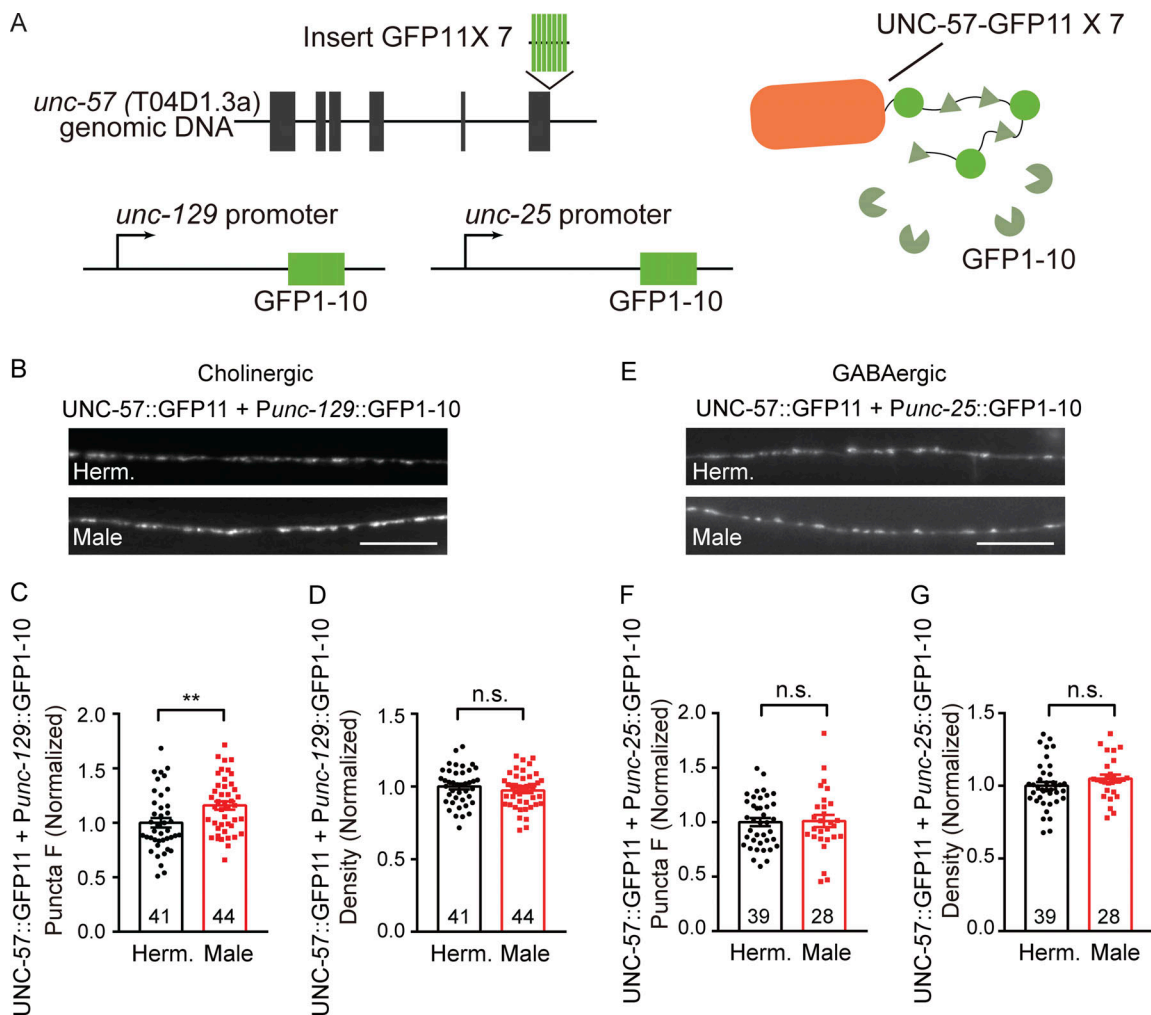 A
Insert GFP11X 7
unc-57 (T04D1.3a)
genomic DNA
UNC-57-GFP11 X 7
GFP1-10
unc-129 promoter
GFP1-10
unc-25 promoter
GFP1-10
B
Cholinergic
UNC-57::GFP11 + Punc-129::GFP1-10
Herm.
Male
E
GABAergic
UNC-57::GFP11 + Punc-25::GFP1-10
Herm.
Male
C
UNC-57::GFP11 + Punc-129::GFP1-10
Puncta F (Normalized)
2.0
1.5
1.0
0.5
0.0
**
41
44
Herm. Male
D
UNC-57::GFP11 + Punc-129::GFP1-10
Density (Normalized)
1.5
1.0
0.5
0.0
n.s.
41
44
Herm. Male
F
UNC-57::GFP11 + Punc-25::GFP1-10
Puncta F (Normalized)
2.0
1.5
1.0
0.5
0.0
n.s.
39
28
Herm. Male
G
UNC-57::GFP11 + Punc-25::GFP1-10
Density (Normalized)
1.5
1.0
0.5
0.0
n.s.
39
28
Herm. Male